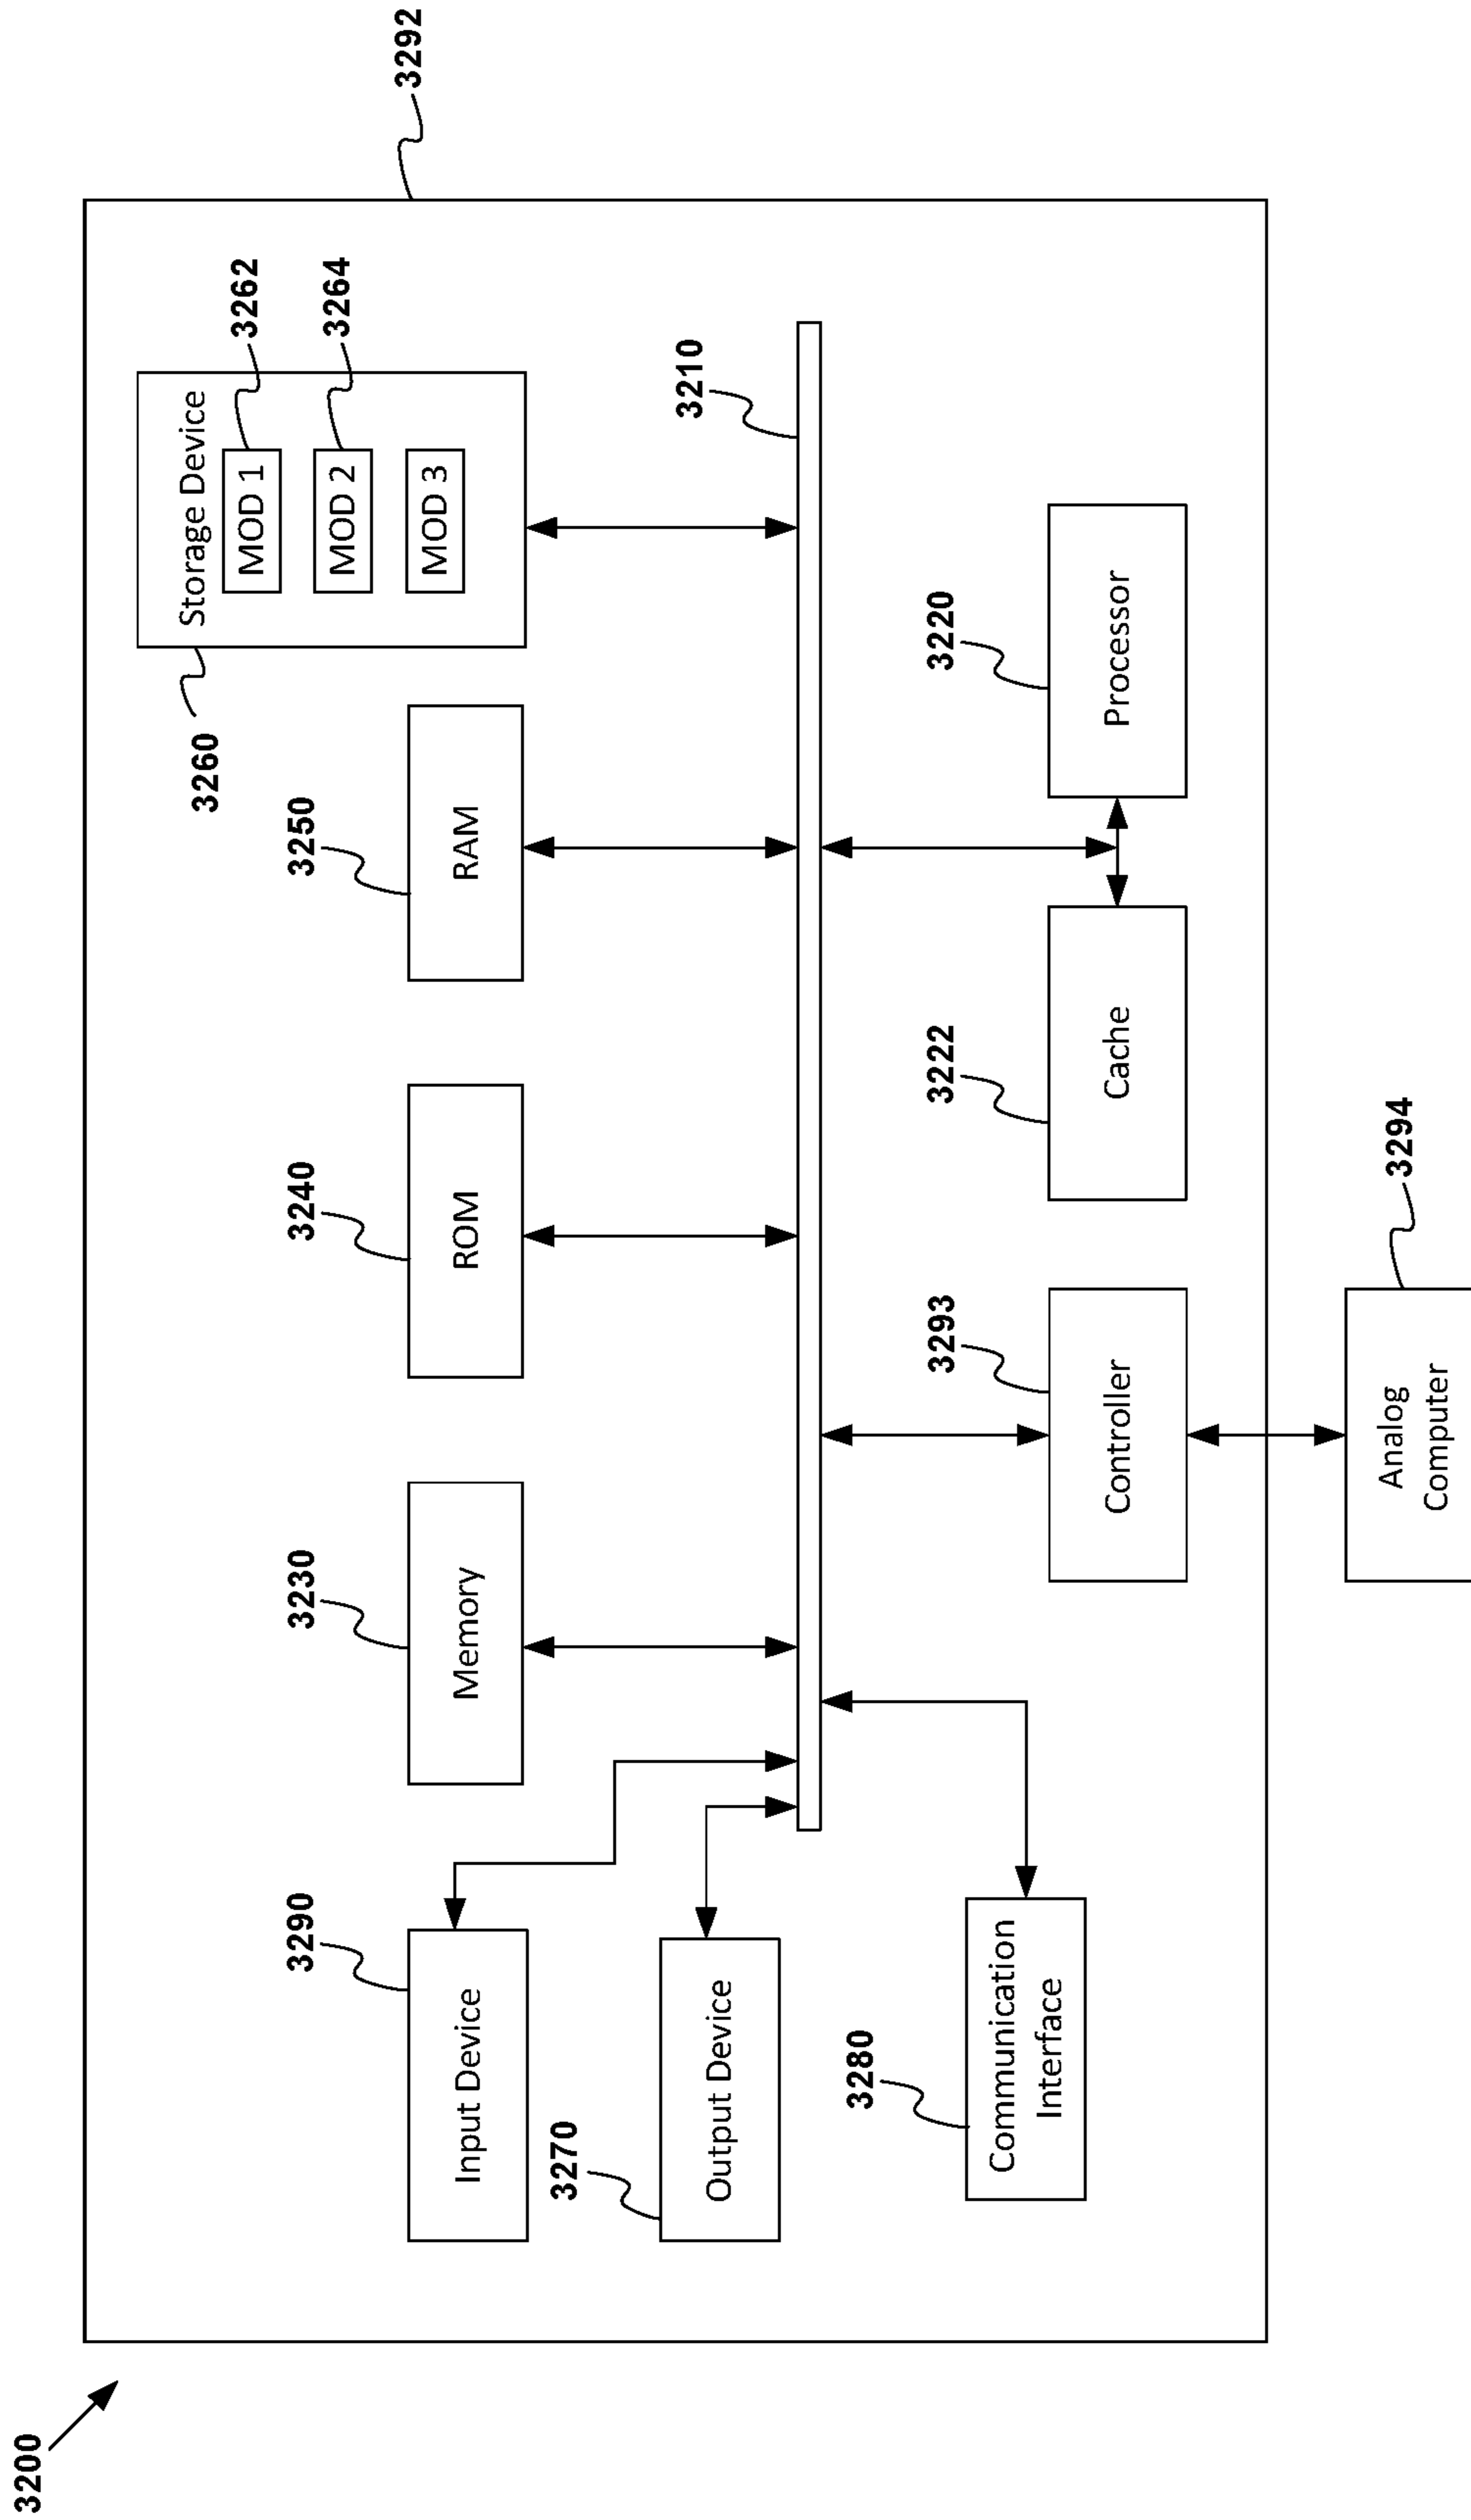 3200
3292
3290
Input Device
3270
Output Device
3280
Communication
Interface
3230
Memory
3240
ROM
3250
RAM
3260
Storage Device
MOD 1
3262
MOD 2
3264
MOD 3
3210
3293
Controller
3222
Cache
3220
Processor
3294
Analog
Computer